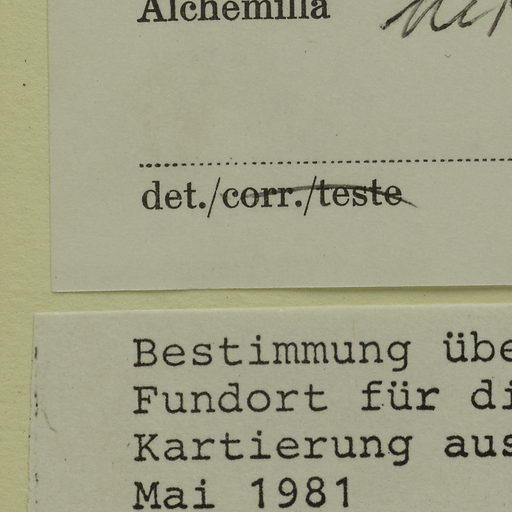 Alchemilla
det./corr./teste
Bestimmung übe
Fundort für di
Kartierung aus
Mai 1981